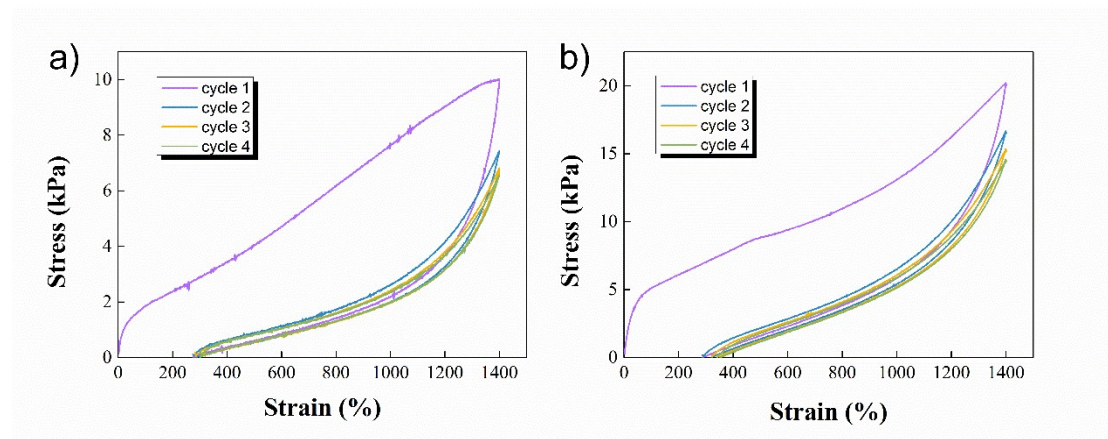 a)
cycle 1
cycle 2
cycle 3
cycle 4
10
8
6
4
2
0
Stress (kPa)
0 200 400 600 800 1000 1200 1400
Strain (%)
b)
cycle 1
cycle 2
cycle 3
cycle 4
20
15
10
5
0
Stress (kPa)
0 200 400 600 800 1000 1200 1400
Strain (%)